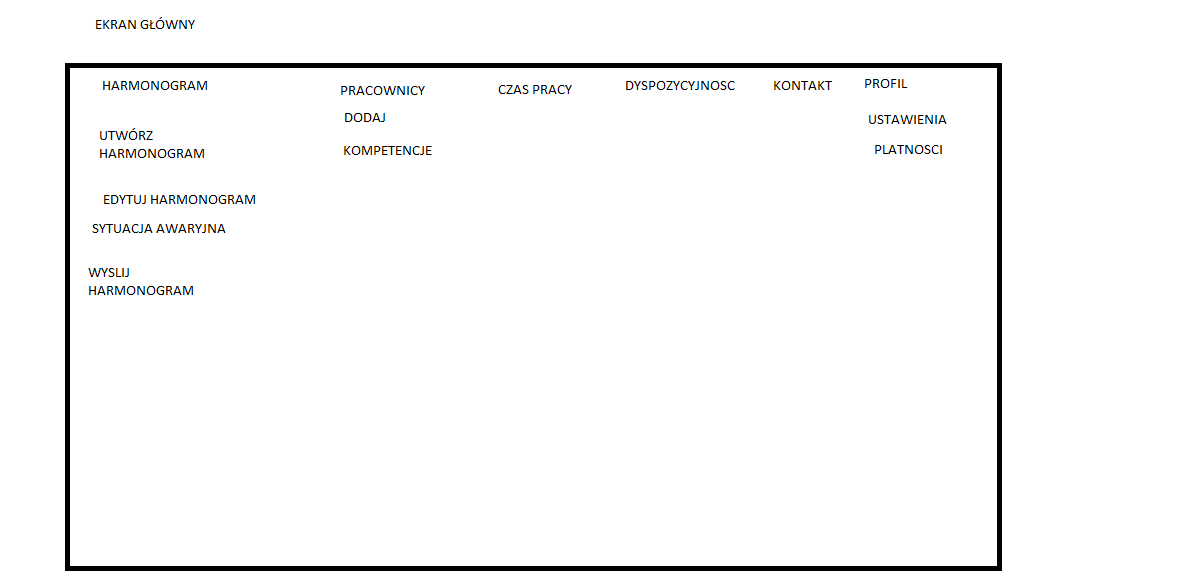 EKRAN GŁÓWNY
HARMONOGRAM
PRACOWNICY
CZAS PRACY
DYSPOZYCYJNOSC
KONTAKT
PROFIL
UTWÓRZ
HARMONOGRAM
EDYTUJ HARMONOGRAM
SYTUACJA AWARYJNA
WYSLIJ
HARMONOGRAM
DODAJ
KOMPETENCJE
USTAWIENIA
PLATNOSCI